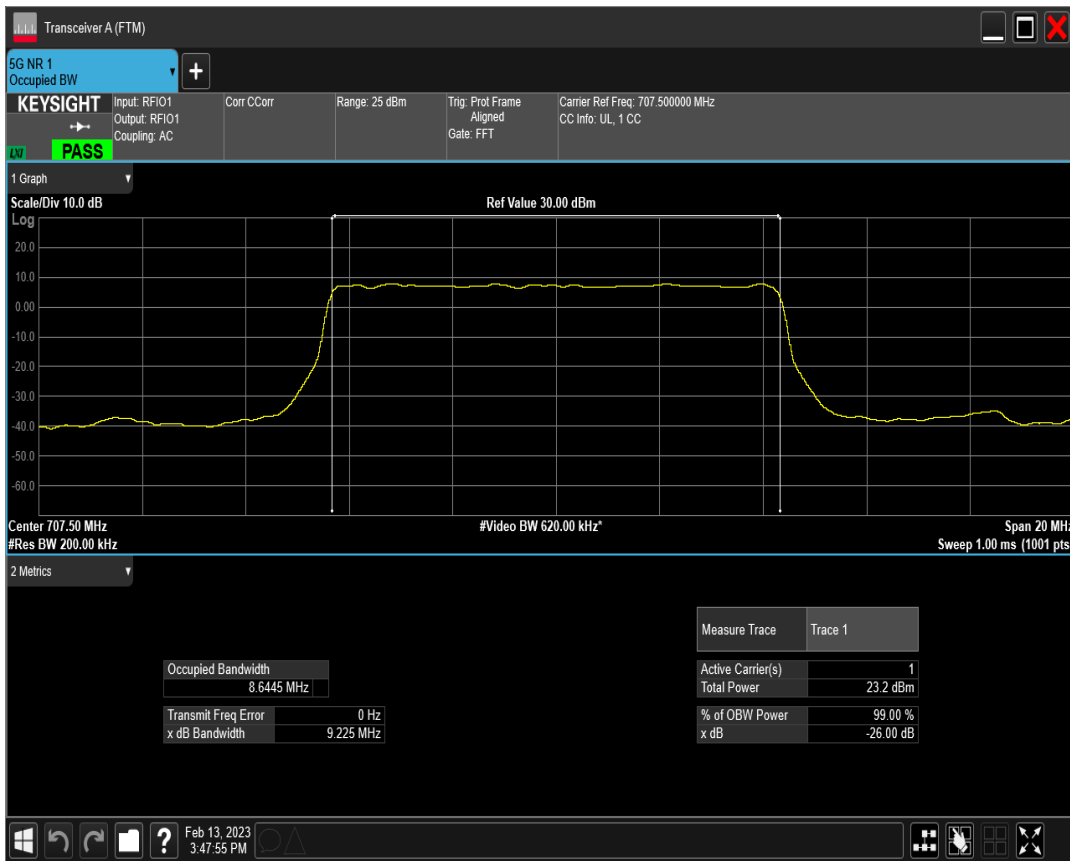 Transceiver A (FTM)
5G NR 1
Occupied BW
+
KEYSIGHT
LXI
PASS
Input: RFIO1
Output: RFIO1
Coupling: AC
Corr CCorr
Range: 25 dBm
Trig: Prot Frame
Aligned
Gate: FFT
Carrier Ref Freq: 707.500000 MHz
CC Info: UL, 1 CC
1 Graph
Scale/Div 10.0 dB
Ref Value 30.00 dBm
Log
20.0
10.0
0.00
-10.0
-20.0
-30.0
-40.0
-50.0
-60.0
Center 707.50 MHz
#Video BW 620.00 kHz*
Span 20 MHz
#Res BW 200.00 kHz
Sweep 1.00 ms (1001 pts
2 Metrics
Measure Trace Trace 1
Occupied Bandwidth
8.6445 MHz
Active Carrier(s) 1
Total Power 23.2 dBm
Transmit Freq Error 0 Hz
x dB Bandwidth 9.225 MHz
% of OBW Power 99.00 %
x dB -26.00 dB
?
Feb 13, 2023
3:47:55 PM